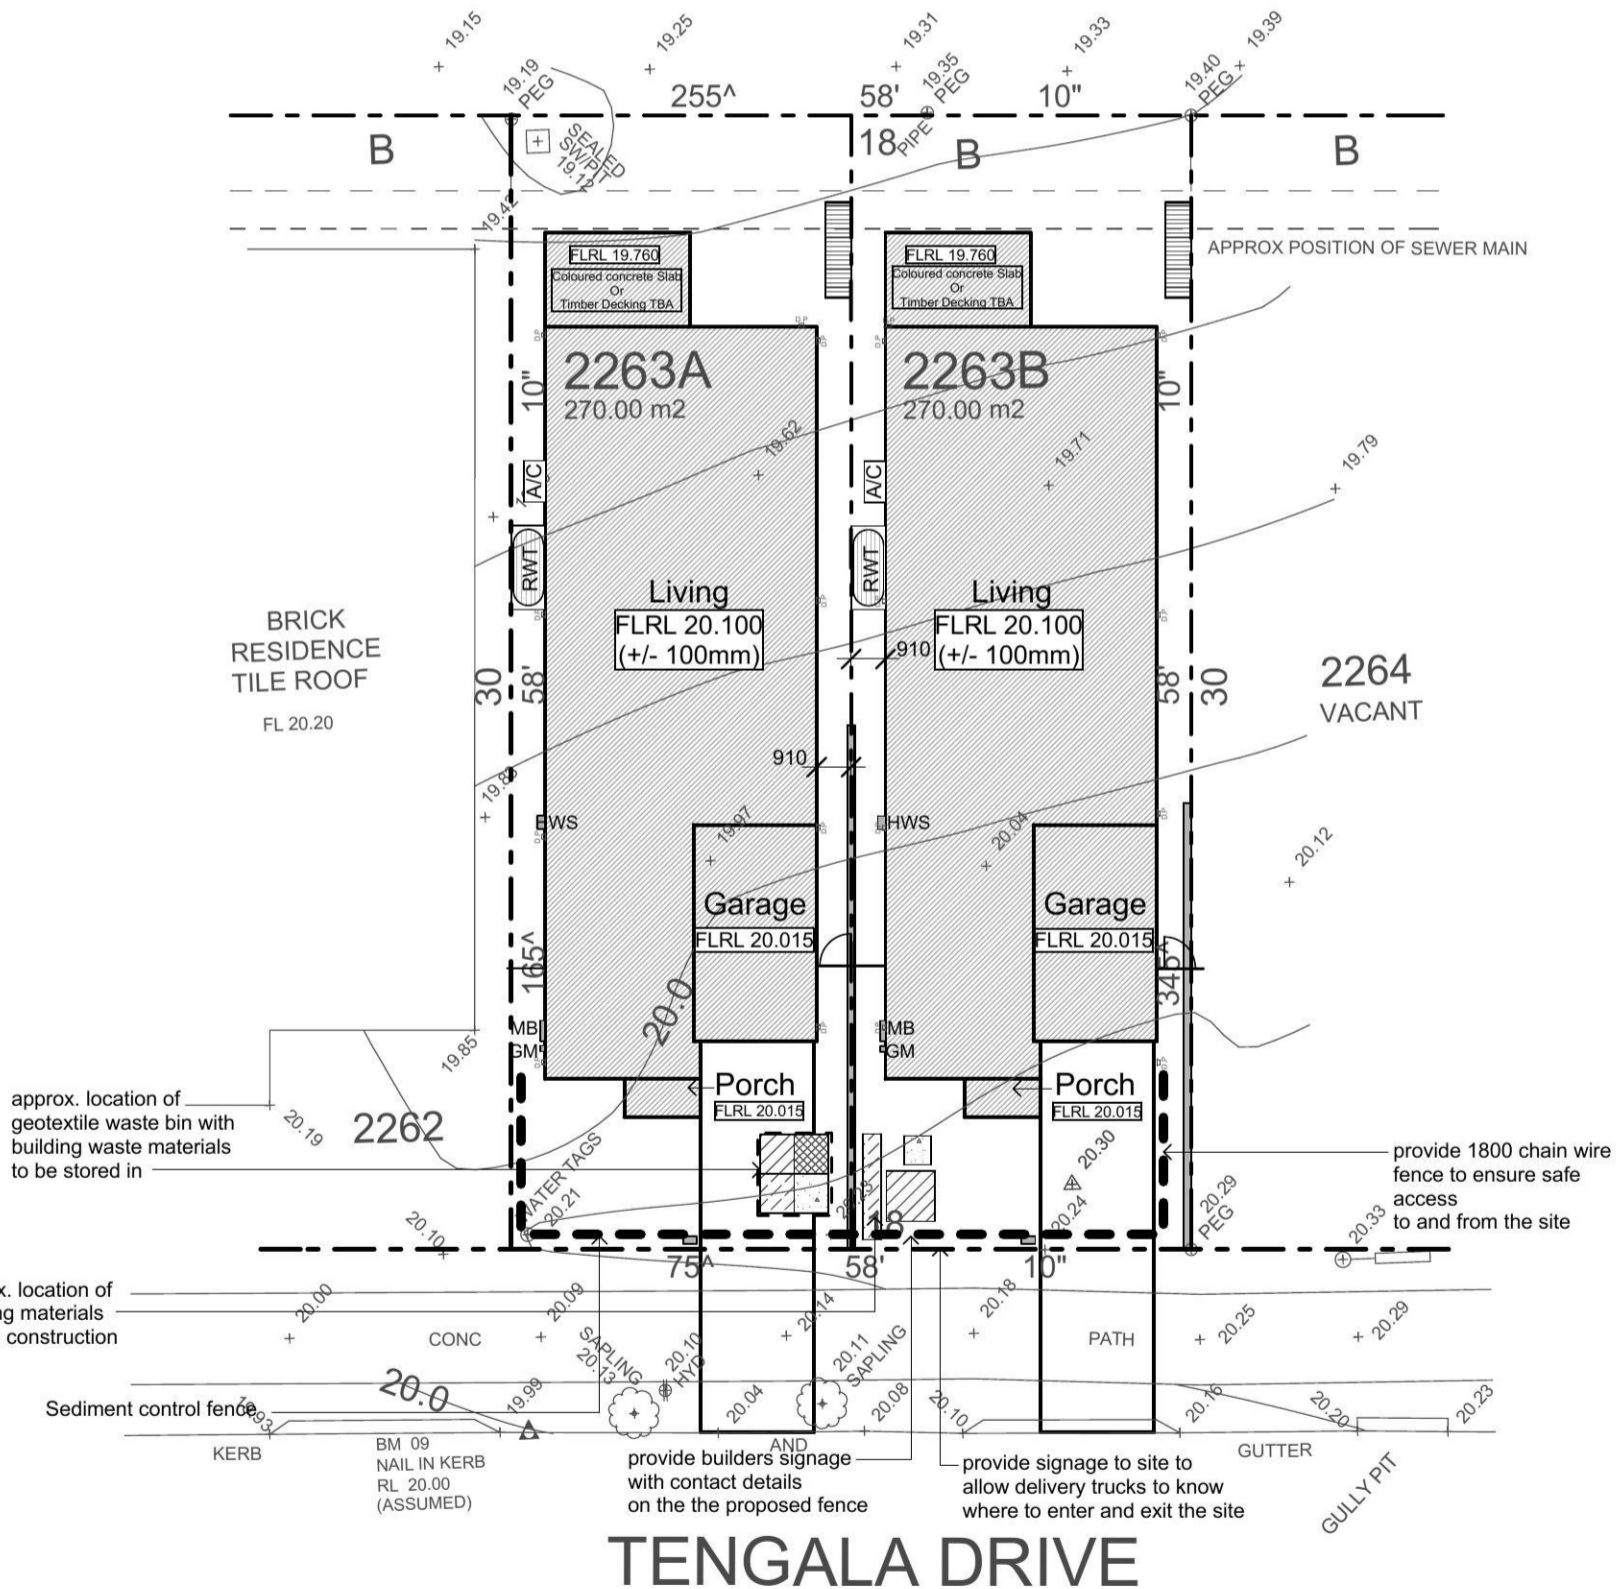 19.15
19.25
19.31
19.33
19.39
19.19
PEG
19.35
PEG
19.40
PEG
255^
58'
10"
B
18
PIPE
B
B
SEALED
SW/PIT
19.12
19.42
APPROX POSITION OF SEWER MAIN
FLRL 19.760
Coloured concrete Slab
Or
Timber Decking TBA
FLRL 19.760
Coloured concrete Slab
Or
Timber Decking TBA
2263A
270.00 m2
2263B
270.00 m2
10"
10"
19.62
19.71
19.79
A/C
A/C
RWT
RWT
Living
FLRL 20.100
(+/- 100mm)
Living
FLRL 20.100
(+/- 100mm)
BRICK
RESIDENCE
TILE ROOF
FL 20.20
30
58'
910
58'
30
2264
VACANT
910
19.97
20.04
20.12
HWS
Garage
FLRL 20.015
Garage
FLRL 20.015
165^
345^
20.0
MB
GM
MB
GM
19.85
Porch
FLRL 20.015
Porch
FLRL 20.015
approx. location of
geotextile waste bin with
building waste materials
to be stored in
20.19
2262
WATER TAGS
20.21
20.10
20.23
18
20.30
20.24
20.29
PEG
20.33
provide 1800 chain wire
fence to ensure safe
access
to and from the site
75^
58'
10"
location of
materials
construction
20.00
20.09
20.14
20.18
20.25
20.29
CONC
PATH
SAPLING
20.13
20.10
HYD
20.11
SAPLING
20.0
Sediment control fence
19.93
19.99
20.04
20.08
20.10
20.16
20.20
20.23
KERB
AND
GUTTER
GULLY PIT
BM 09
NAIL IN KERB
RL 20.00
(ASSUMED)
provide builders signage
with contact details
on the the proposed fence
provide signage to site to
allow delivery trucks to know
where to enter and exit the site
TENGALA DRIVE